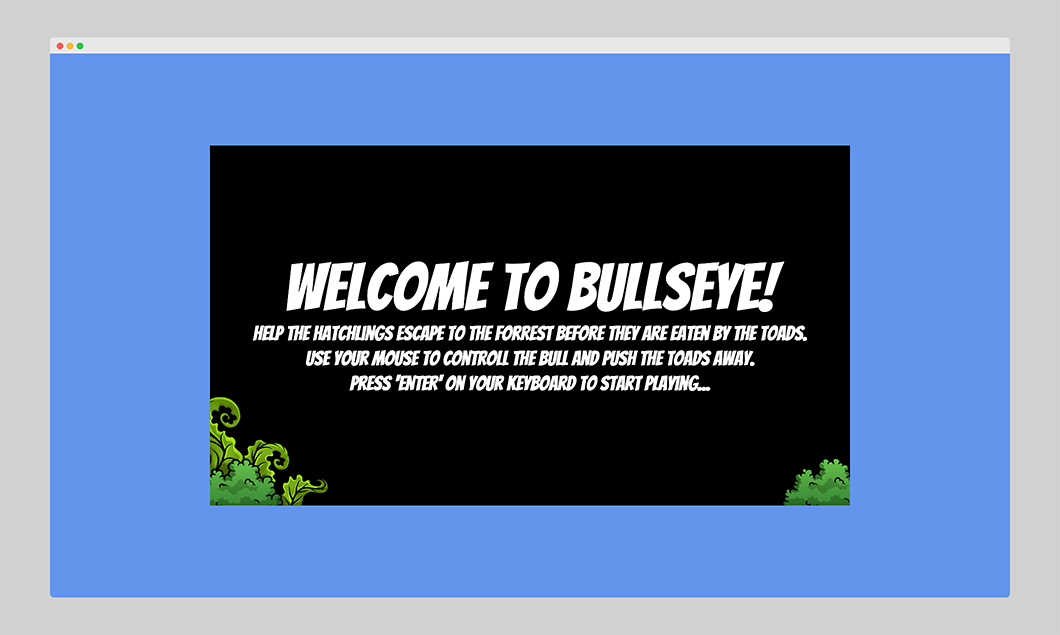 WELCOME TO BULLSEYE!
HELP THE HATCHLINGS ESCAPE TO THE FORREST BEFORE THEY ARE EATEN BY THE TOADS.
USE YOUR MOUSE TO CONTROLL THE BULL AND PUSH THE TOADS AWAY.
PRESS "ENTER" ON YOUR KEYBOARD TO START PLAYING...